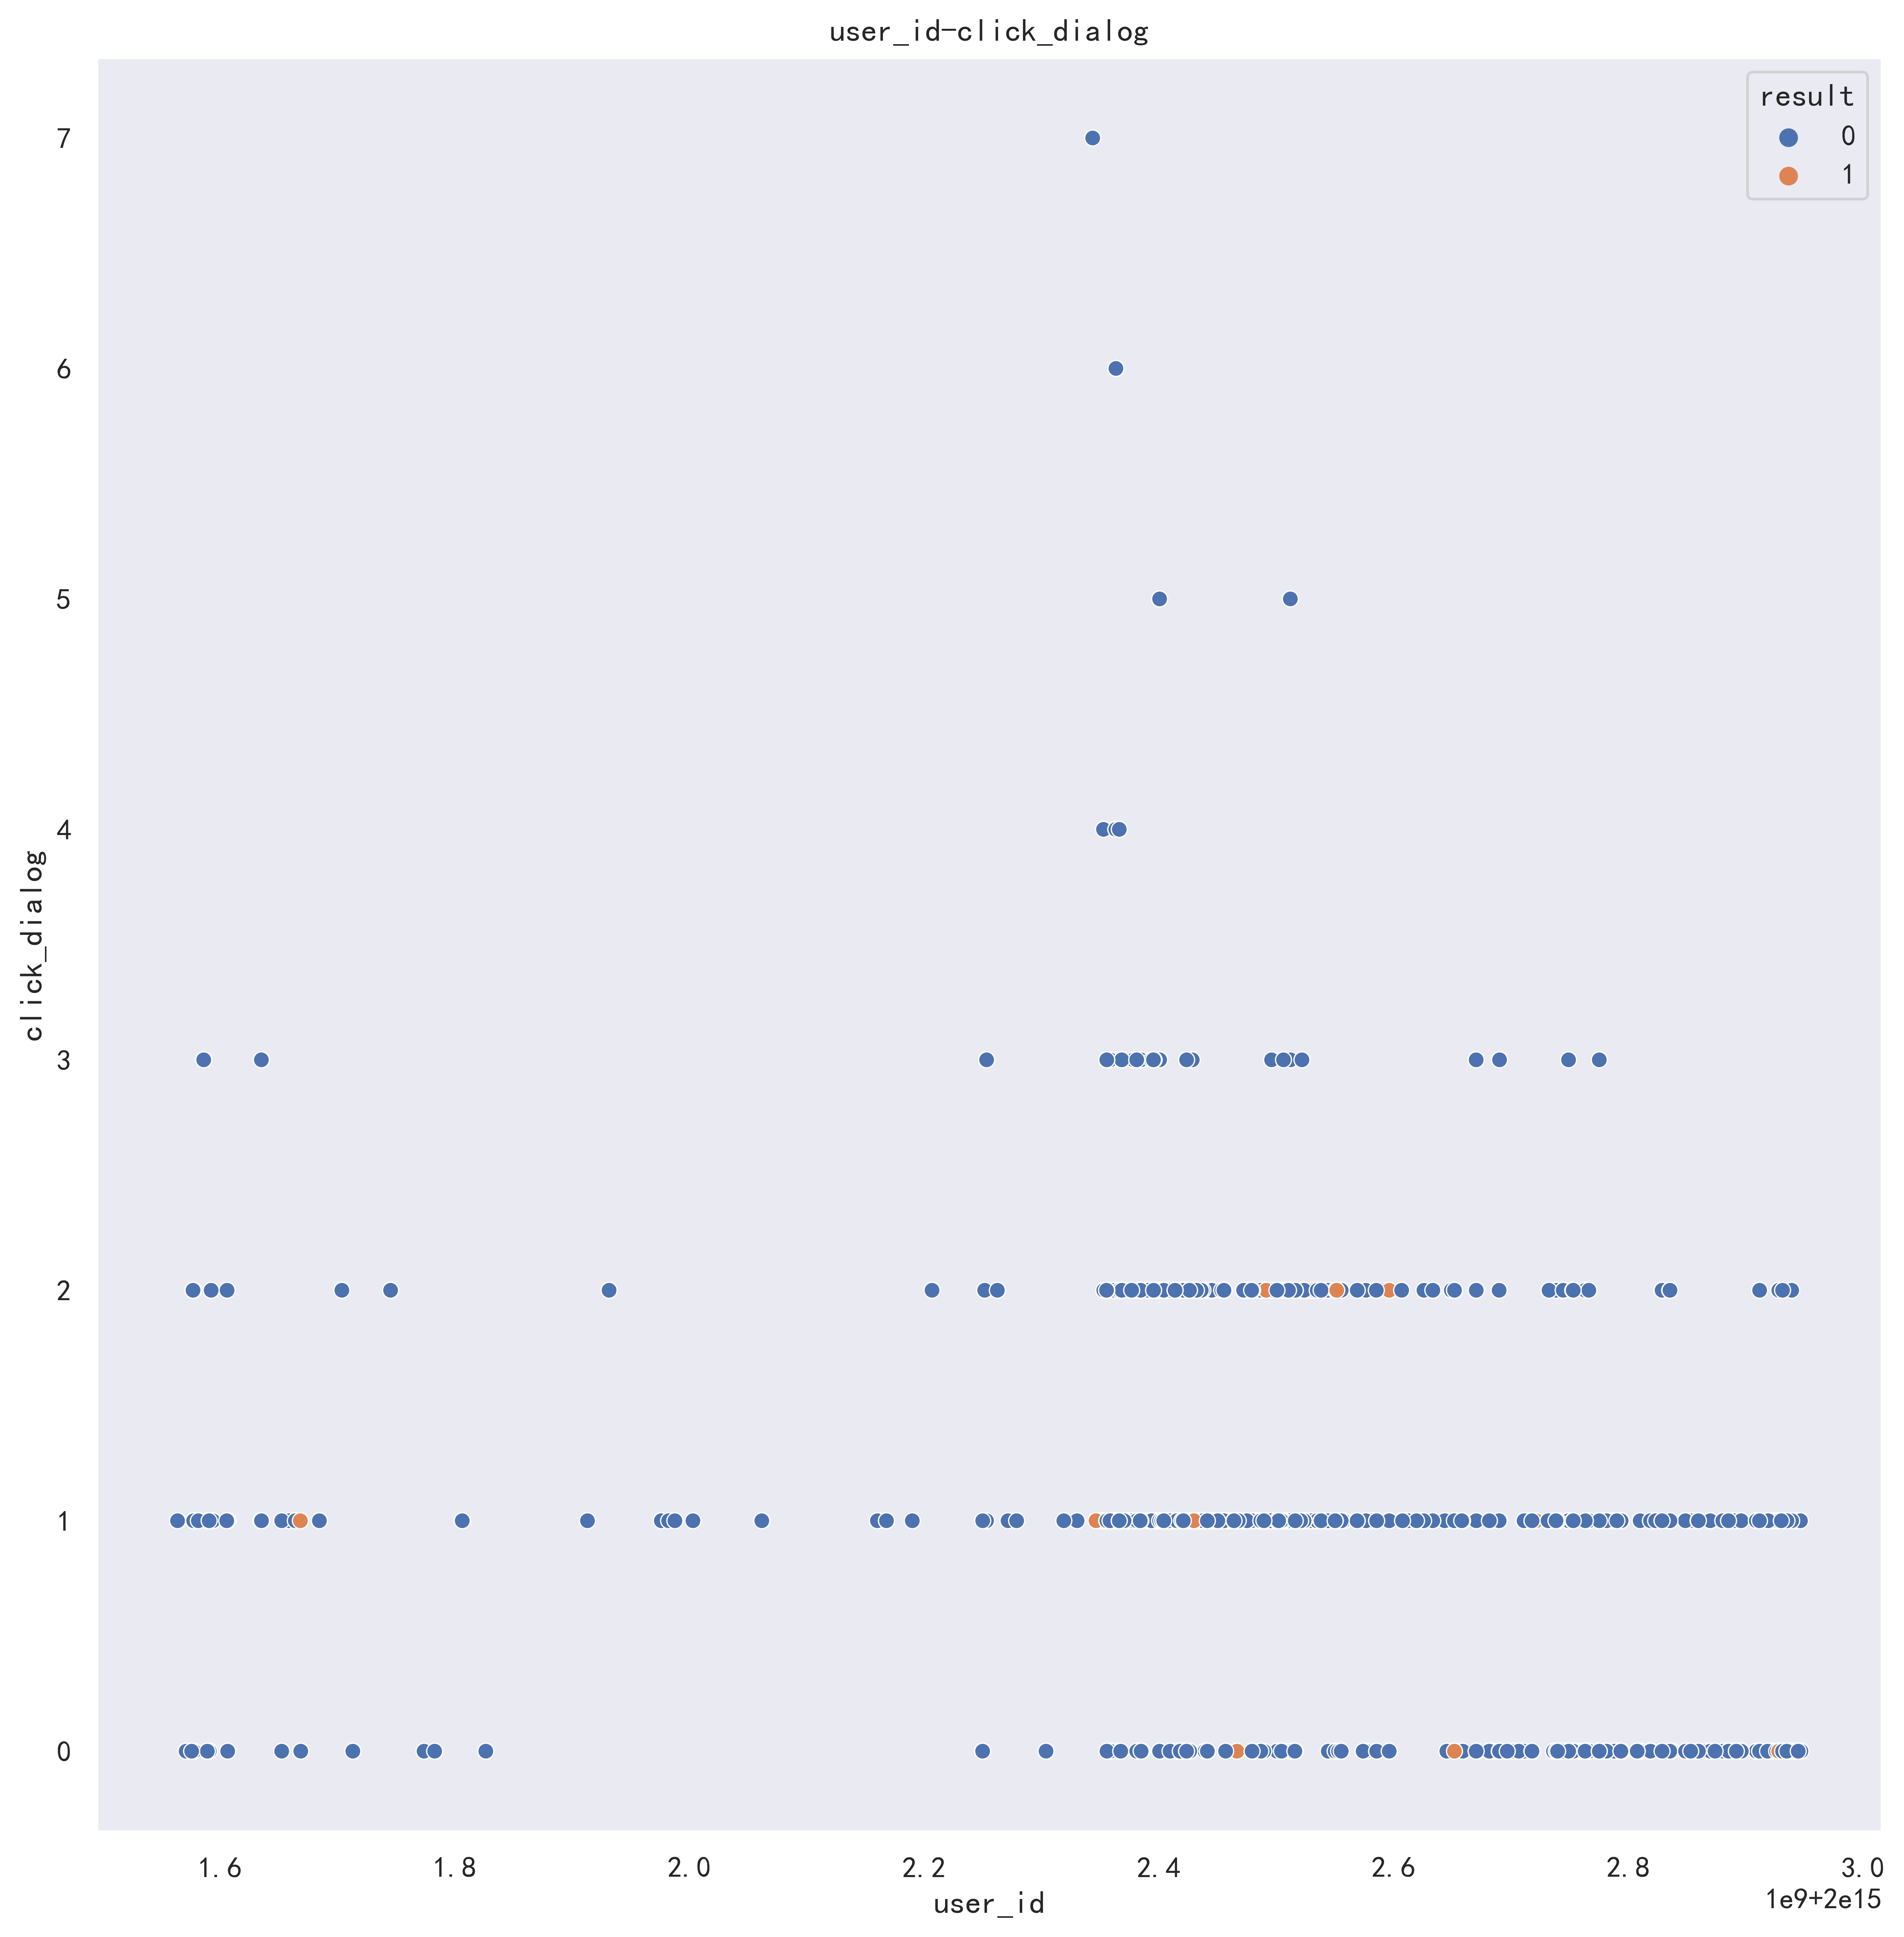 user_id-click_dialog
result
0
1
7
6
5
4
3
2
1
0
click_dialog
1.6 1.8 2.0 2.2 2.4 2.6 2.8 3.0
1e9+2e15
user_id